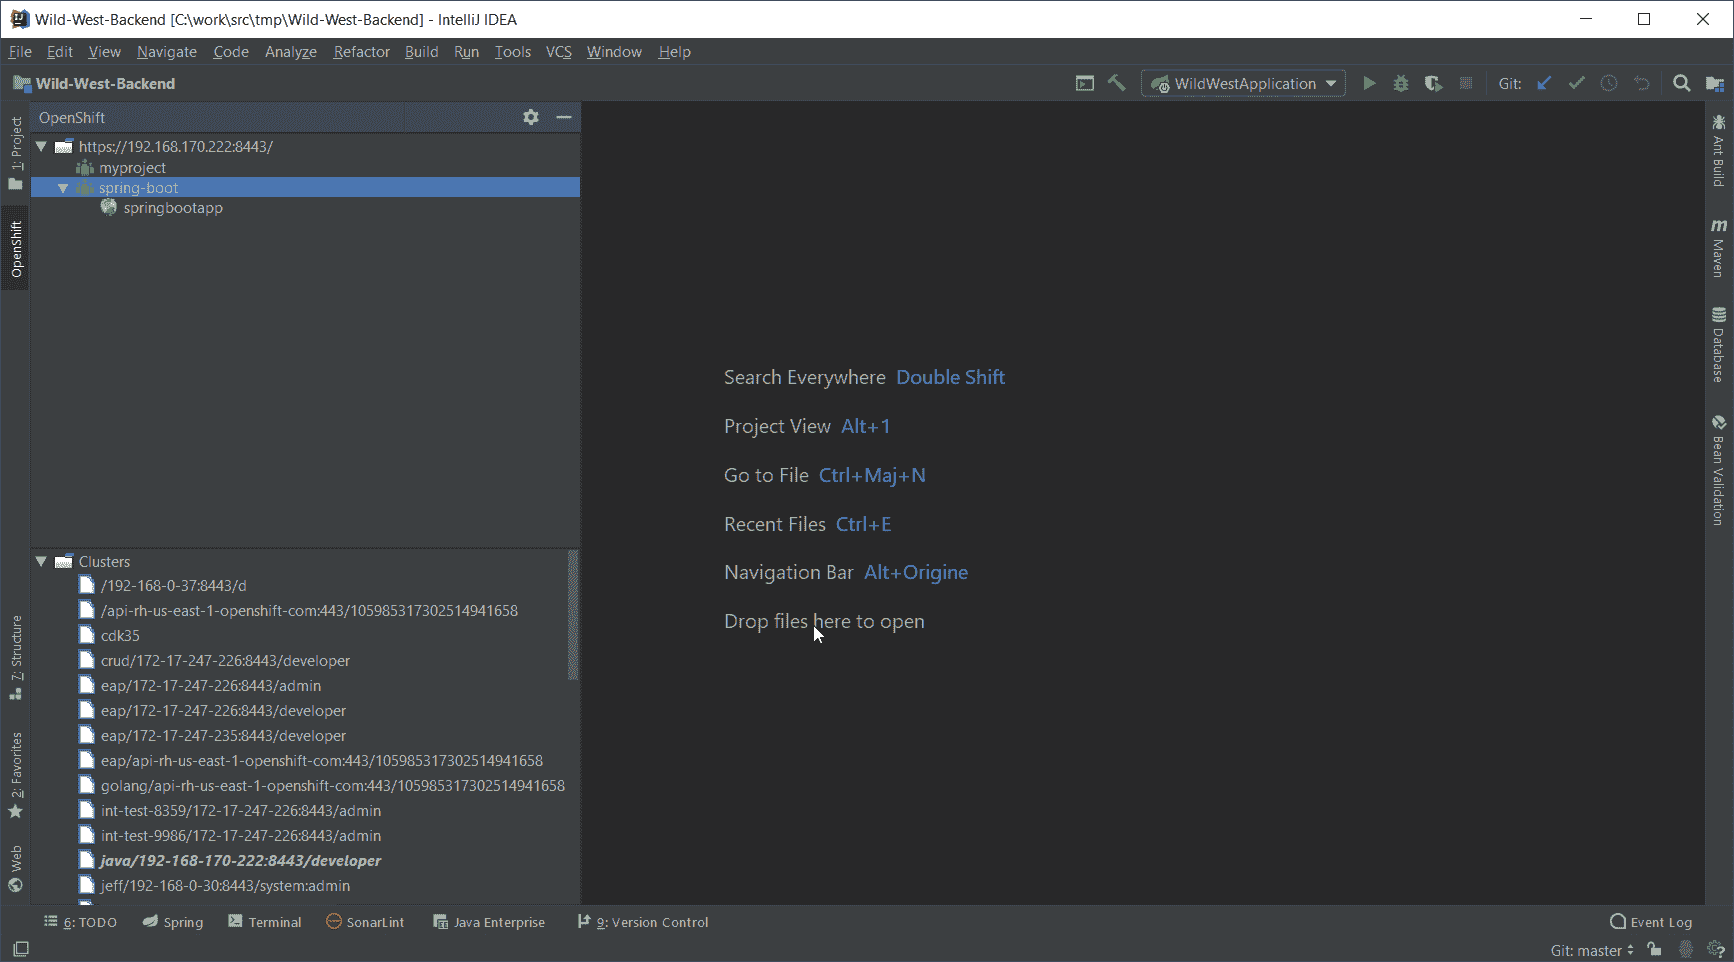 Wild-West-Backend [C:\work\src\tmp\Wild-West-Backend] - IntelliJ IDEA
File Edit View Navigate Code Analyze Refactor Build Run Tools VCS Window Help
Wild-West-Backend
WildWestApplication
Git:
OpenShift
1: Project
OpenShift
7: Structure
2: Favorites
Web
https://192.168.170.222:8443/
myproject
spring-boot
springbootapp
Clusters
/192-168-0-37:8443/d
/api-rh-us-east-1-openshift-com:443/105985317302514941658
cdk35
crud/172-17-247-226:8443/developer
eap/172-17-247-226:8443/admin
eap/172-17-247-226:8443/developer
eap/172-17-247-235:8443/developer
eap/api-rh-us-east-1-openshift-com:443/105985317302514941658
golang/api-rh-us-east-1-openshift-com:443/105985317302514941658
int-test-8359/172-17-247-226:8443/admin
int-test-9986/172-17-247-226:8443/admin
java/192-168-170-222:8443/developer
jeff/192-168-0-30:8443/system:admin
Search Everywhere Double Shift
Project View Alt+1
Go to File Ctrl+Maj+N
Recent Files Ctrl+E
Navigation Bar Alt+Origine
Drop files here to open
Ant Build
m Maven
Database
Bean Validation
6: TODO Spring Terminal SonarLint Java Enterprise 9: Version Control Event Log
Git: master